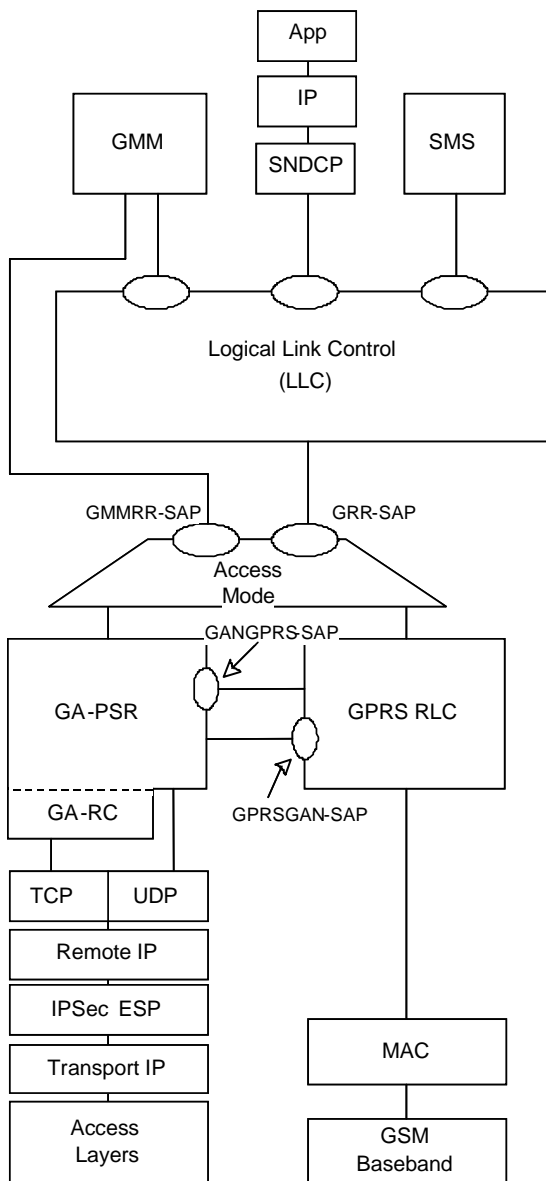 App
IP
GMM
SNDCP
SMS
Logical Link Control
(LLC)
GMMRR-SAP
GRR-SAP
Access
Mode
GANGPRS-SAP
GA-PSR
GPRS RLC
GA-RC
GPRSGAN-SAP
TCP
UDP
Remote IP
IPSec ESP
Transport IP
MAC
Access
Layers
GSM
Baseband